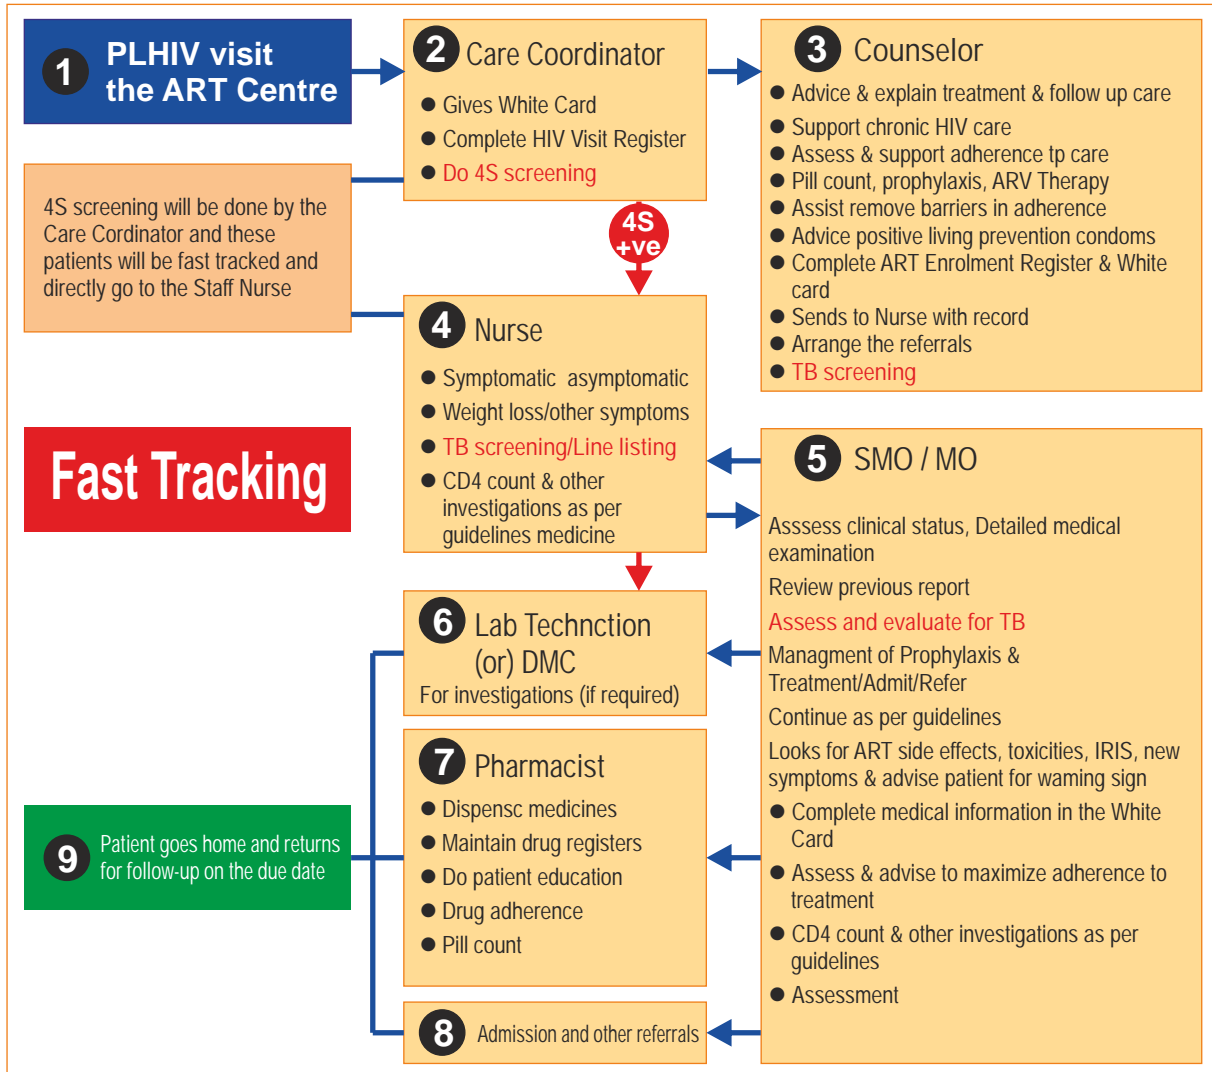 1
PLHIV visit
the ART Centre
2
Care Coordinator
● Gives White Card
● Complete HIV Visit Register
● Do 4S screening
3
Counselor
● Advice & explain treatment & follow up care
● Support chronic HIV care
● Assess & support adherence tp care
● Pill count, prophylaxis, ARV Therapy
● Assist remove barriers in adherence
● Advice positive living prevention condoms
● Complete ART Enrolment Register & White
card
● Sends to Nurse with record
● Arrange the referrals
● TB screening
4S screening will be done by the
Care Cordinator and these
patients will be fast tracked and
directly go to the Staff Nurse
4S
+ve
4
Nurse
● Symptomatic asymptomatic
● Weight loss/other symptoms
● TB screening/Line listing
● CD4 count & other
investigations as per
guidelines medicine
Fast Tracking
5
SMO / MO
Asssess clinical status, Detailed medical
examination
Review previous report
Assess and evaluate for TB
Managment of Prophylaxis &
Treatment/Admit/Refer
Continue as per guidelines
Looks for ART side effects, toxicities, IRIS, new
symptoms & advise patient for waming sign
● Complete medical information in the White
Card
● Assess & advise to maximize adherence to
treatment
● CD4 count & other investigations as per
guidelines
● Assessment
6
Lab Technction
(or) DMC
For investigations (if required)
7
Pharmacist
● Dispensc medicines
● Maintain drug registers
● Do patient education
● Drug adherence
● Pill count
8
Admission and other referrals
9
Patient goes home and returns
for follow-up on the due date